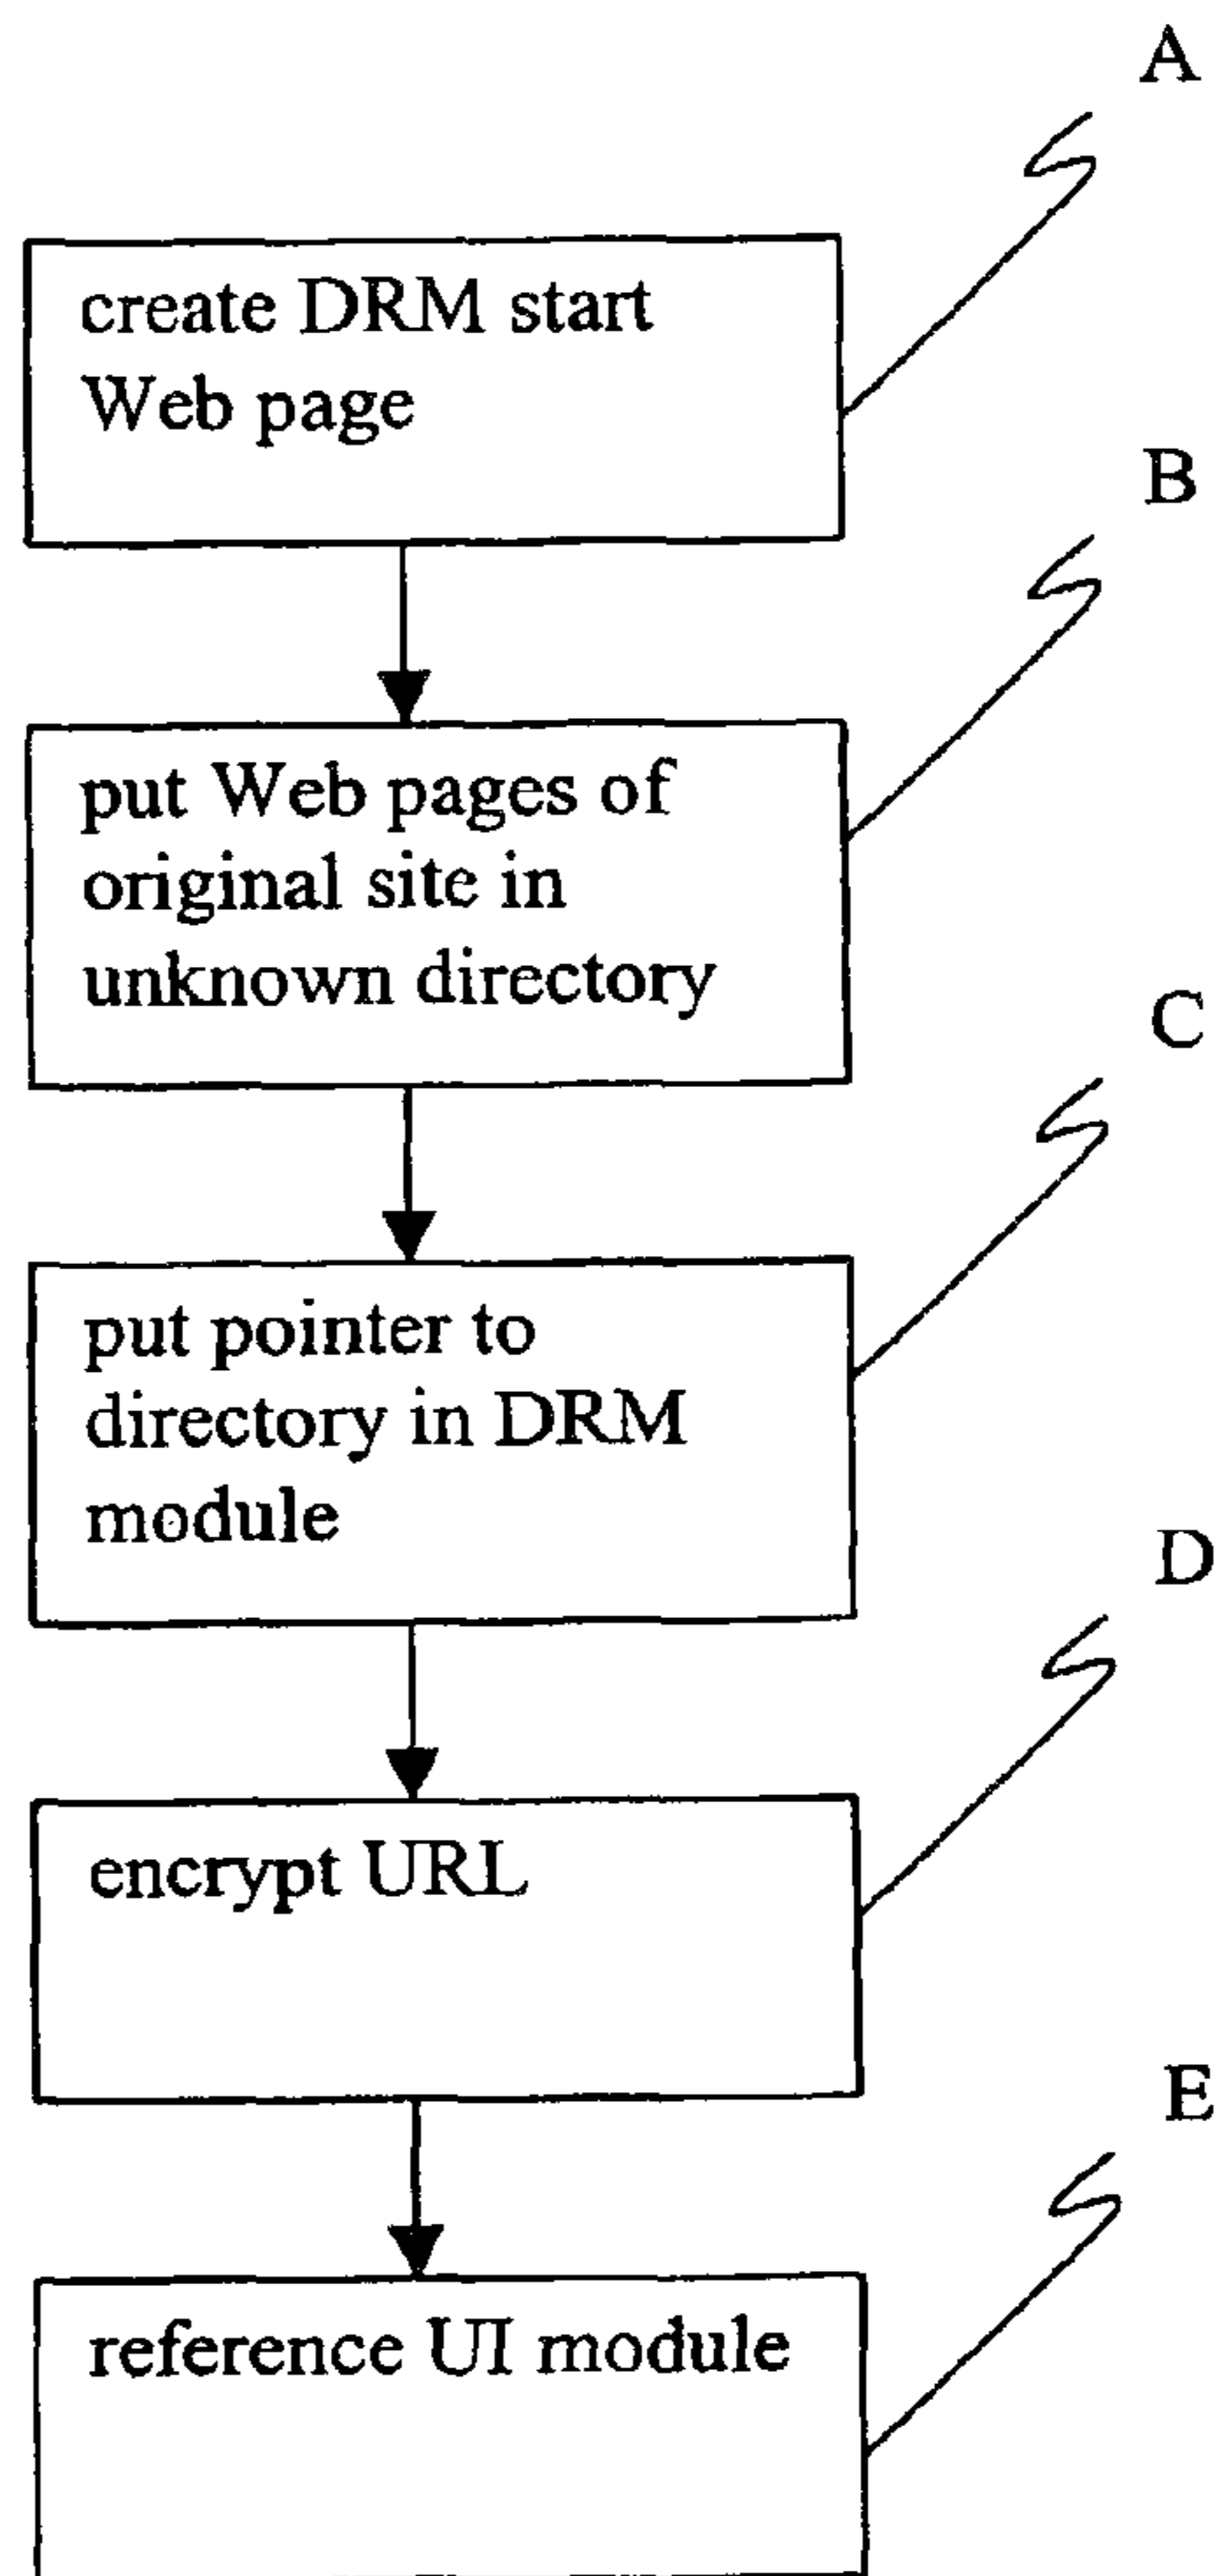 A
create DRM start
Web page
B
put Web pages of
original site in
unknown directory
C
put pointer to
directory in DRM
module
D
encrypt URL
E
reference UI module